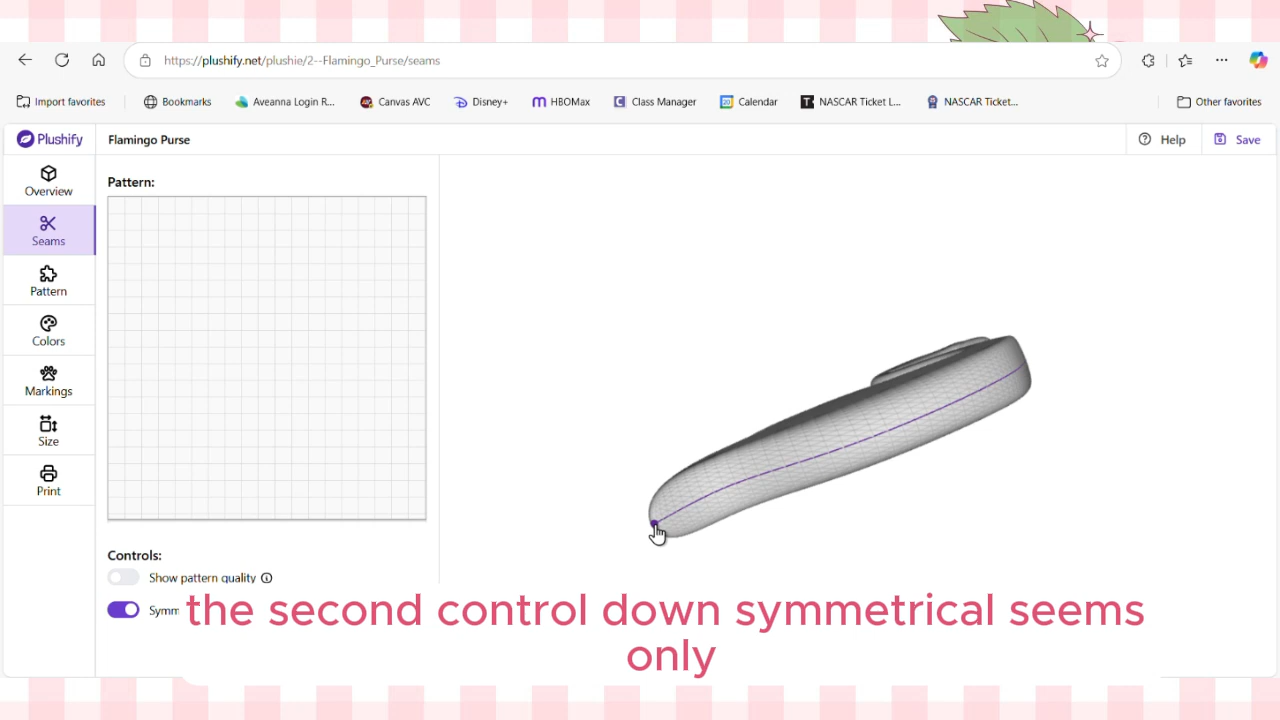 https://plushify.net/plushie/2--Flamingo_Purse/seams
Import favorites
Bookmarks
Aveanna Login R...
Canvas AVC
Disney+
HBOMax
Class Manager
Calendar
NASCAR Ticket L...
NASCAR Ticket...
Other favorites
Plushify
Flamingo Purse
Help
Save
Overview
Seams
Pattern
Colors
Markings
Size
Print
Pattern:
Controls:
Show pattern quality
Symm
the second control down symmetrical seems
only